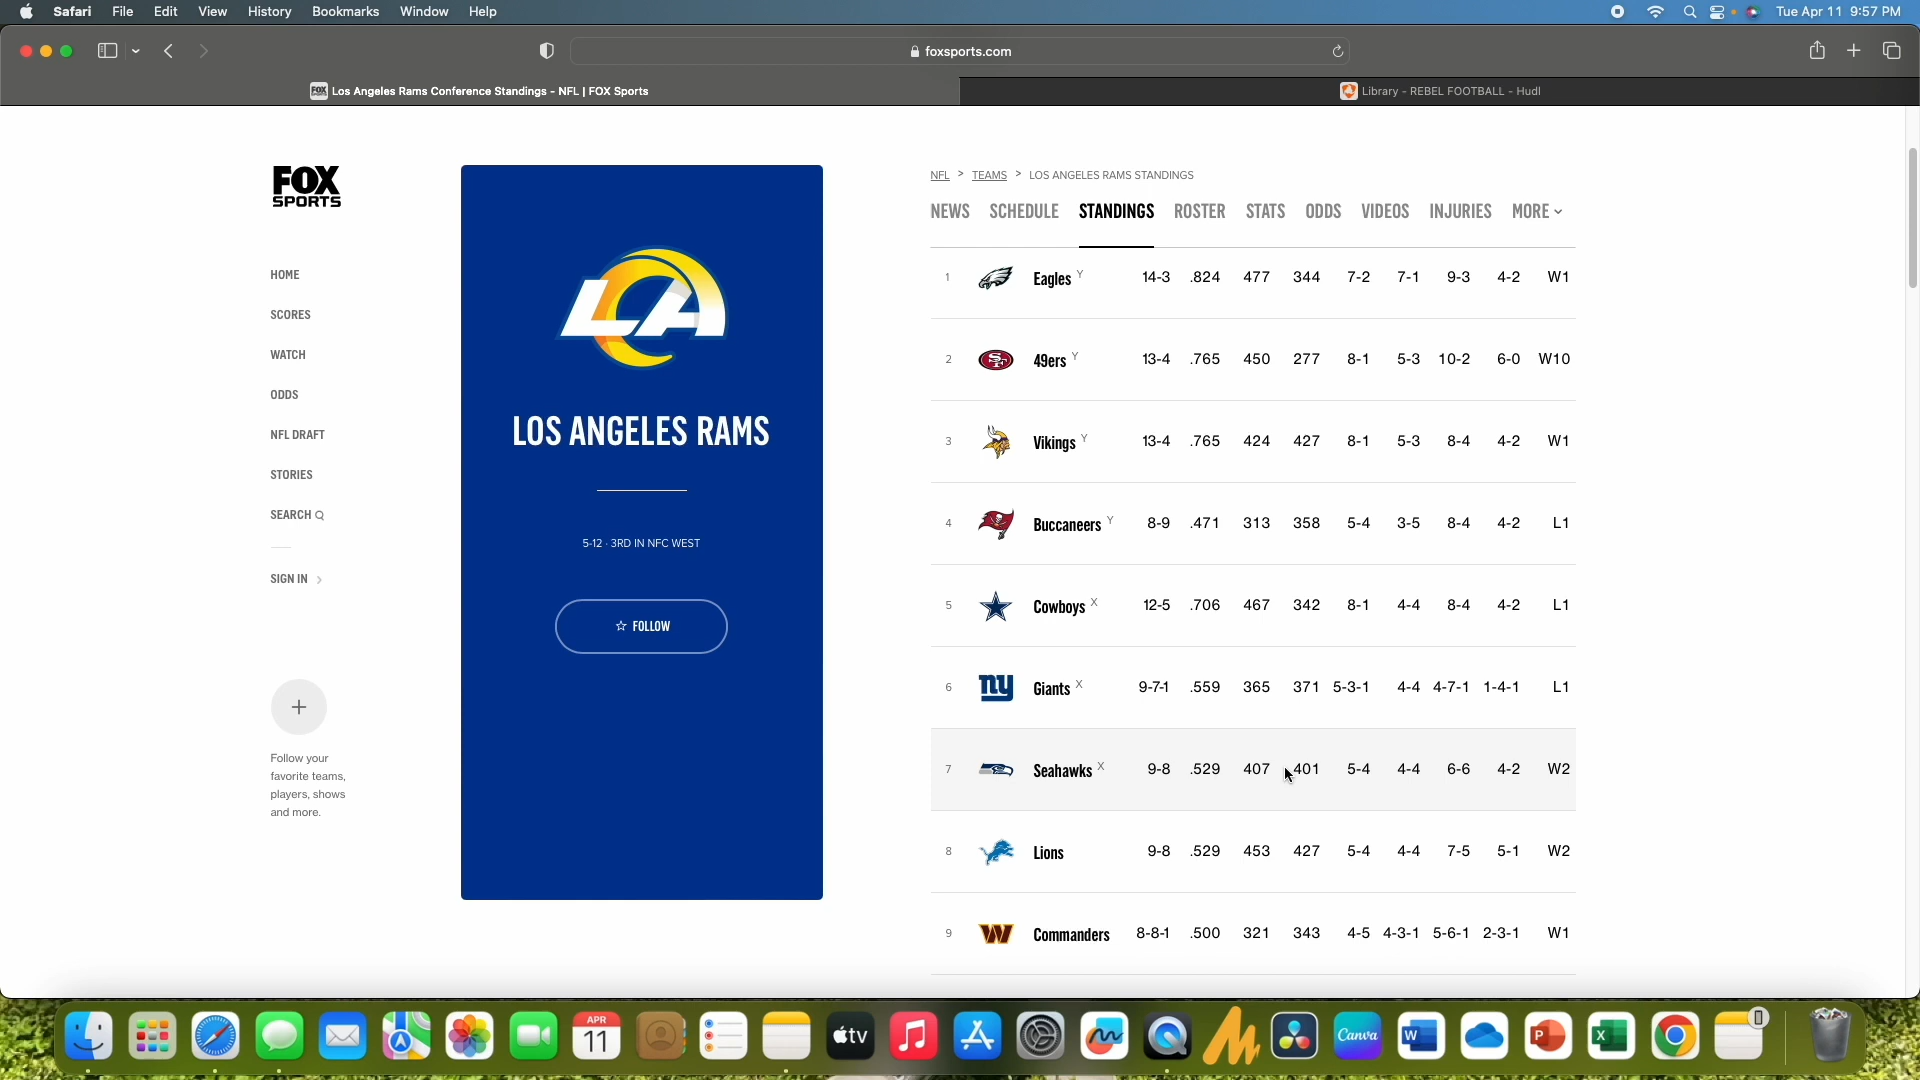 Safari File Edit View History Bookmarks Window Help
Tue Apr 11 9:57 PM
foxsports.com
FOX SPORTS Los Angeles Rams Conference Standings - NFL | FOX Sports
Library - REBEL FOOTBALL - Hudl
FOX
SPORTS
HOME
SCORES
WATCH
ODDS
NFL DRAFT
STORIES
SEARCH
SIGN IN
Follow your
favorite teams,
players, shows
and more.
LA
LOS ANGELES RAMS
5-12 · 3RD IN NFC WEST
FOLLOW
NFL > TEAMS > LOS ANGELES RAMS STANDINGS
NEWS SCHEDULE STANDINGS ROSTER STATS ODDS VIDEOS INJURIES MORE
1 Eagles Y 14-3 .824 477 344 7-2 7-1 9-3 4-2 W1
2 SF 49ers Y 13-4 .765 450 277 8-1 5-3 10-2 6-0 W10
3 Vikings Y 13-4 .765 424 427 8-1 5-3 8-4 4-2 W1
4 Buccaneers Y 8-9 .471 313 358 5-4 3-5 8-4 4-2 L1
5 Cowboys X 12-5 .706 467 342 8-1 4-4 8-4 4-2 L1
6 ny Giants X 9-7-1 .559 365 371 5-3-1 4-4 4-7-1 1-4-1 L1
7 Seahawks X 9-8 .529 407 401 5-4 4-4 6-6 4-2 W2
8 Lions 9-8 .529 453 427 5-4 4-4 7-5 5-1 W2
9 W Commanders 8-8-1 .500 321 343 4-5 4-3-1 5-6-1 2-3-1 W1
APR
11
tv
Canva
W
P
X